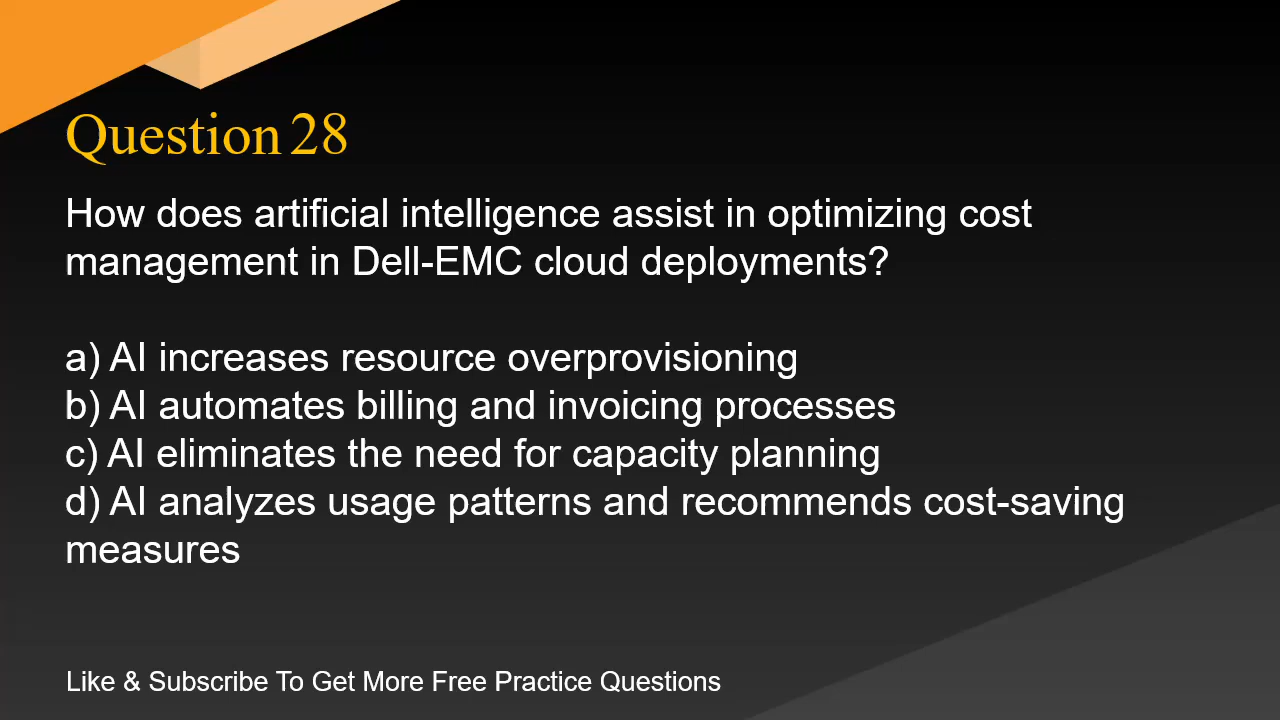 Question 28
How does artificial intelligence assist in optimizing cost
management in Dell-EMC cloud deployments?
a) AI increases resource overprovisioning
b) AI automates billing and invoicing processes
c) AI eliminates the need for capacity planning
d) AI analyzes usage patterns and recommends cost-saving
measures
Like & Subscribe To Get More Free Practice Questions